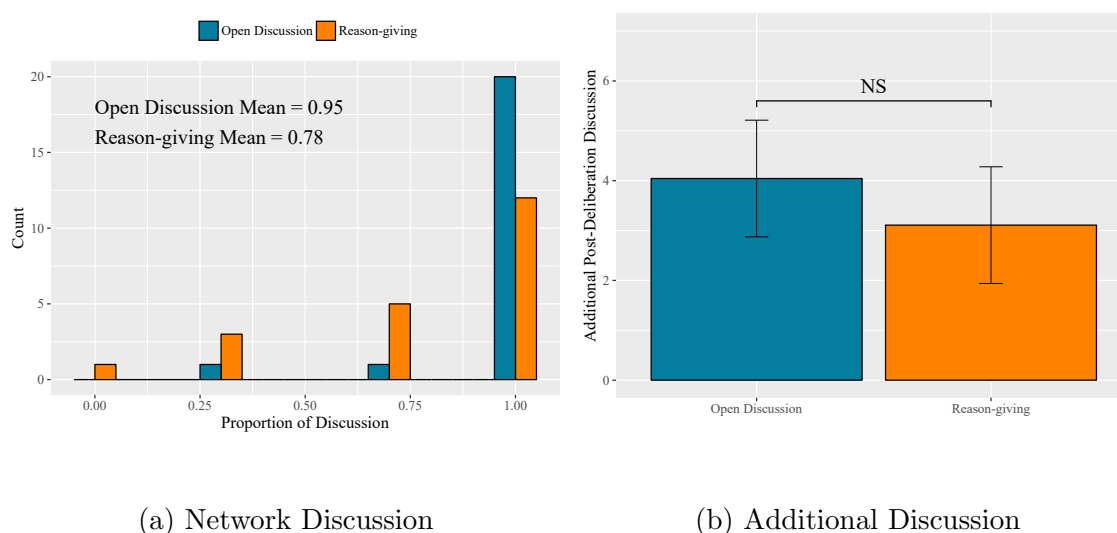 Open Discussion Reason-giving
Open Discussion Mean = 0.95
Reason-giving Mean = 0.78
20
15
10
5
0
Count
0.00 0.25 0.50 0.75 1.00
Proportion of Discussion
(a) Network Discussion
NS
6
4
2
0
Additional Post-Deliberation Discussion
Open Discussion Reason-giving
(b) Additional Discussion